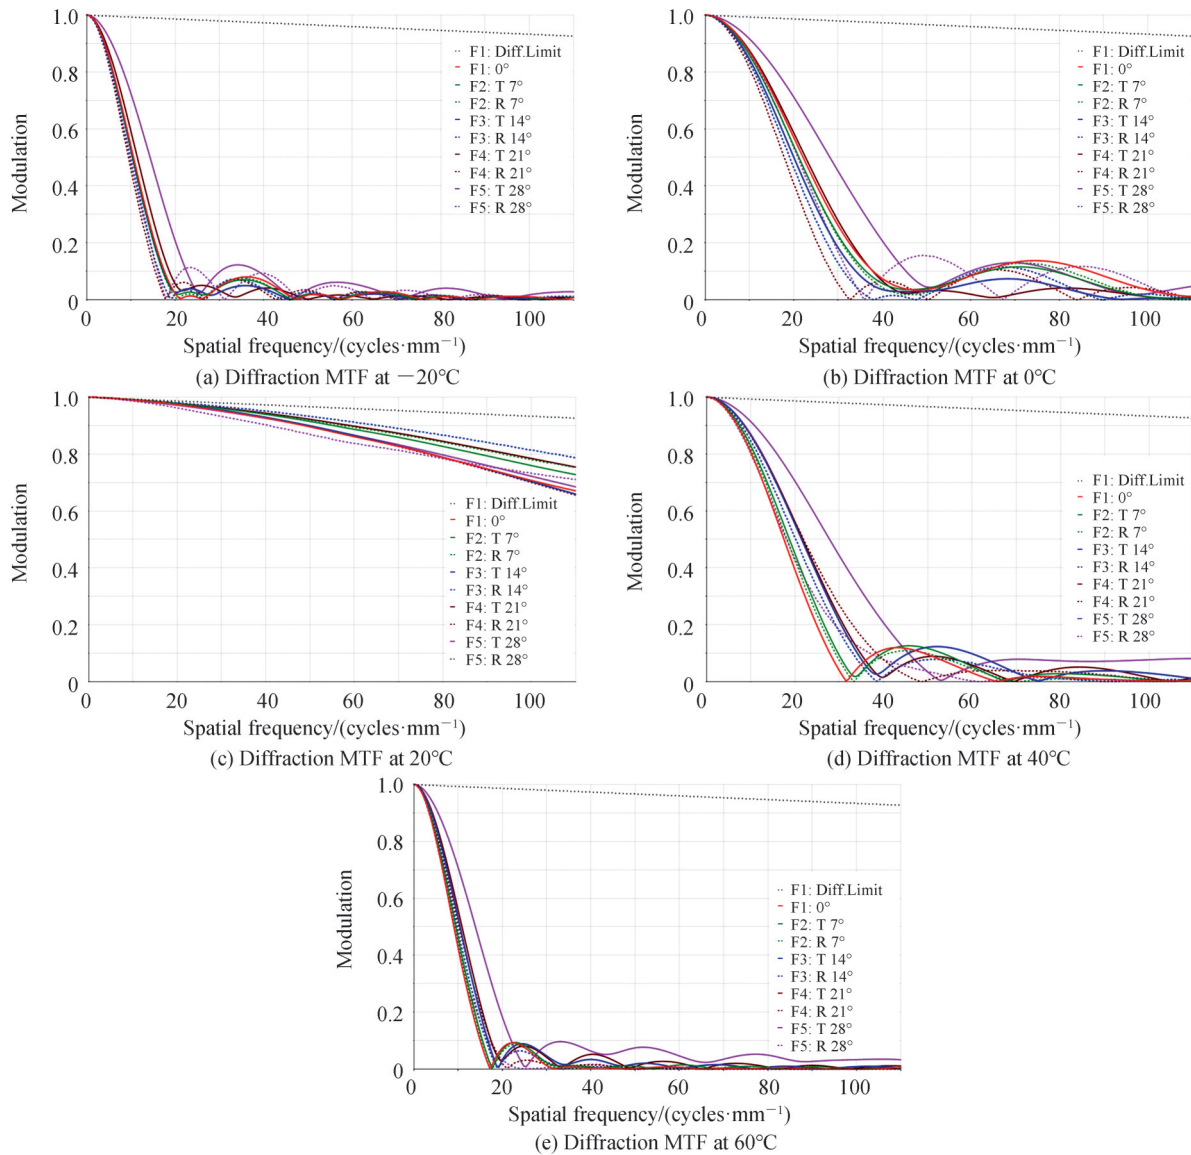 1.0
0.8
0.6
0.4
0.2
0
Modulation
F1: Diff.Limit
F1: 0°
F2: T 7°
F2: R 7°
F3: T 14°
F3: R 14°
F4: T 21°
F4: R 21°
F5: T 28°
F5: R 28°
0 20 40 60 80 100
Spatial frequency/(cycles·mm⁻¹)
(a) Diffraction MTF at －20℃
1.0
0.8
0.6
0.4
0.2
0
Modulation
F1: Diff.Limit
F1: 0°
F2: T 7°
F2: R 7°
F3: T 14°
F3: R 14°
F4: T 21°
F4: R 21°
F5: T 28°
F5: R 28°
0 20 40 60 80 100
Spatial frequency/(cycles·mm⁻¹)
(b) Diffraction MTF at 0℃
1.0
0.8
0.6
0.4
0.2
0
Modulation
F1: Diff.Limit
F1: 0°
F2: T 7°
F2: R 7°
F3: T 14°
F3: R 14°
F4: T 21°
F4: R 21°
F5: T 28°
F5: R 28°
0 20 40 60 80 100
Spatial frequency/(cycles·mm⁻¹)
(c) Diffraction MTF at 20℃
1.0
0.8
0.6
0.4
0.2
0
Modulation
F1: Diff.Limit
F1: 0°
F2: T 7°
F2: R 7°
F3: T 14°
F3: R 14°
F4: T 21°
F4: R 21°
F5: T 28°
F5: R 28°
0 20 40 60 80 100
Spatial frequency/(cycles·mm⁻¹)
(d) Diffraction MTF at 40℃
1.0
0.8
0.6
0.4
0.2
0
Modulation
F1: Diff.Limit
F1: 0°
F2: T 7°
F2: R 7°
F3: T 14°
F3: R 14°
F4: T 21°
F4: R 21°
F5: T 28°
F5: R 28°
0 20 40 60 80 100
Spatial frequency/(cycles·mm⁻¹)
(e) Diffraction MTF at 60℃